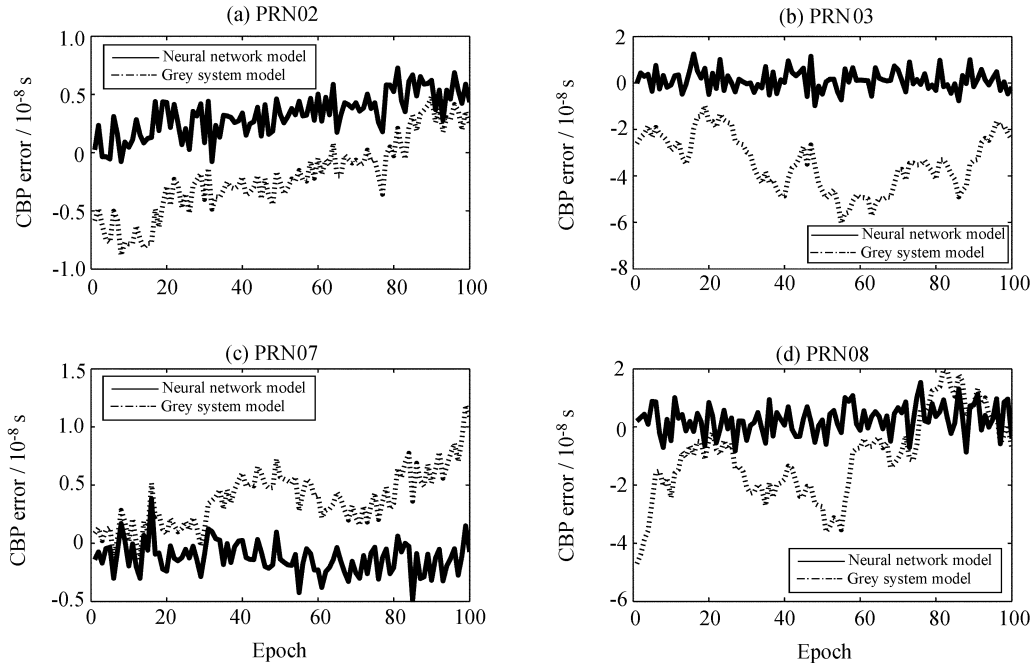 (a) PRN02
CBP error / 10⁻⁸ s
1.0
0.5
0
-0.5
-1.0
Neural network model
Grey system model
0 20 40 60 80 100
(b) PRN03
CBP error / 10⁻⁸ s
2
0
-2
-4
-6
-8
Neural network model
Grey system model
0 20 40 60 80 100
(c) PRN07
CBP error / 10⁻⁸ s
1.5
1.0
0.5
0
-0.5
Neural network model
Grey system model
0 20 40 60 80 100
Epoch
(d) PRN08
CBP error / 10⁻⁸ s
2
0
-2
-4
-6
Neural network model
Grey system model
0 20 40 60 80 100
Epoch